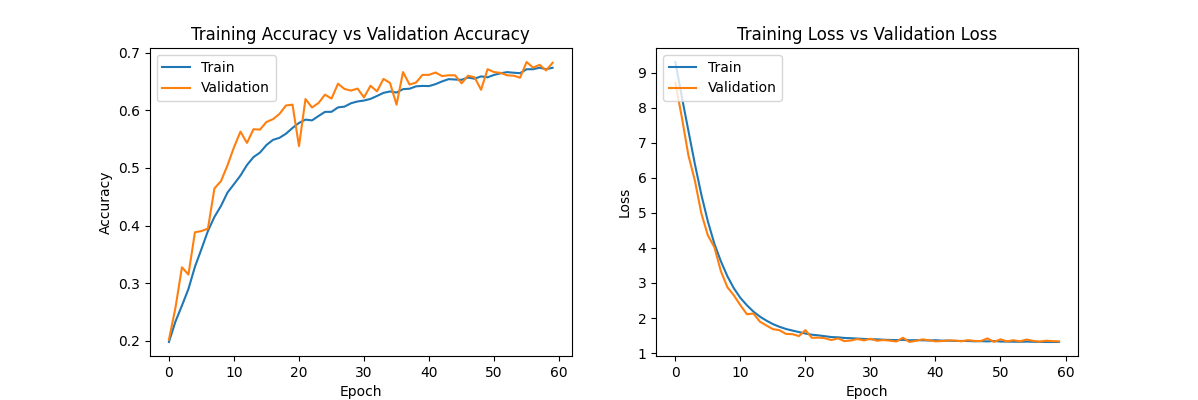 Training Accuracy vs Validation Accuracy
Train
Validation
0.7
0.6
0.5
0.4
0.3
0.2
Accuracy
0 10 20 30 40 50 60
Epoch
Training Loss vs Validation Loss
Train
Validation
9
8
7
6
5
4
3
2
1
Loss
0 10 20 30 40 50 60
Epoch